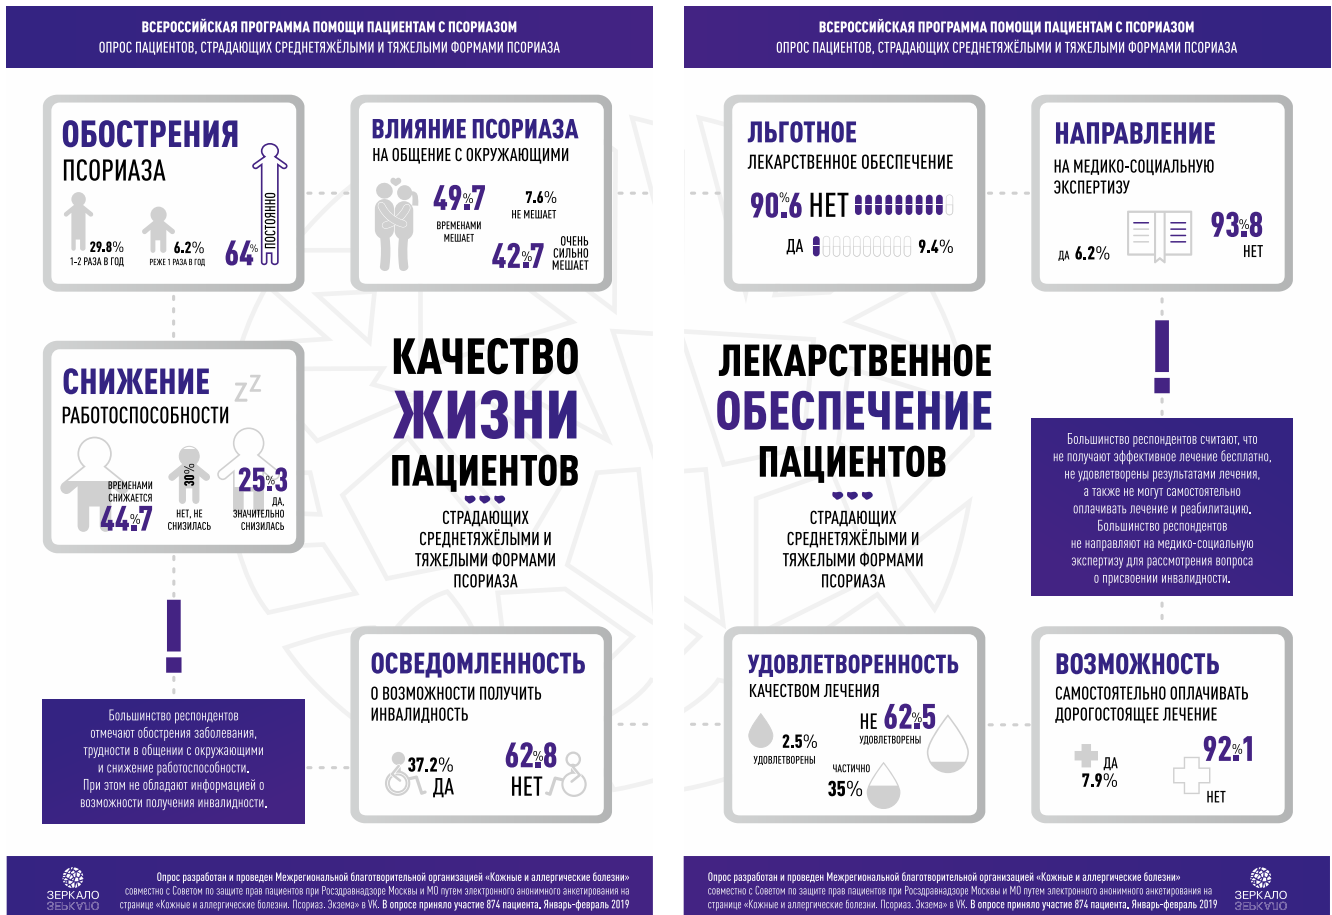 ВСЕРОССИЙСКАЯ ПРОГРАММА ПОМОЩИ ПАЦИЕНТАМ С ПСОРИАЗОМ
ОПРОС ПАЦИЕНТОВ, СТРАДАЮЩИХ СРЕДНЕТЯЖЁЛЫМИ И ТЯЖЕЛЫМИ ФОРМАМИ ПСОРИАЗА
ОБОСТРЕНИЯ
ПСОРИАЗА
29.8%
1-2 РАЗА В ГОД
6.2%
РЕЖЕ 1 РАЗА В ГОД
64%
ПОСТОЯННО
ВЛИЯНИЕ ПСОРИАЗА
НА ОБЩЕНИЕ С ОКРУЖАЮЩИМИ
49.7%
ВРЕМЕНАМИ
МЕШАЕТ
7.6%
НЕ МЕШАЕТ
42.7%
ОЧЕНЬ
СИЛЬНО
МЕШАЕТ
СНИЖЕНИЕ
РАБОТОСПОСОБНОСТИ
ZZ
ВРЕМЕНАМИ
СНИЖАЕТСЯ
44.7%
30%
НЕТ, НЕ
СНИЗИЛАСЬ
25.3%
ДА,
ЗНАЧИТЕЛЬНО
СНИЗИЛАСЬ
КАЧЕСТВО
ЖИЗНИ
ПАЦИЕНТОВ
СТРАДАЮЩИХ
СРЕДНЕТЯЖЁЛЫМИ И
ТЯЖЕЛЫМИ ФОРМАМИ
ПСОРИАЗА
!
Большинство респондентов
отмечают обострения заболевания,
трудности в общении с окружающими
и снижение работоспособности.
При этом не обладают информацией о
возможности получения инвалидности.
ОСВЕДОМЛЕННОСТЬ
О ВОЗМОЖНОСТИ ПОЛУЧИТЬ
ИНВАЛИДНОСТЬ
37.2%
ДА
62.8%
НЕТ
ЗЕРКАЛО
ЗЕРКАЛО
Опрос разработан и проведен Межрегиональной благотворительной организацией «Кожные и аллергические болезни»
совместно с Советом по защите прав пациентов при Росздравнадзоре Москвы и МО путем электронного анонимного анкетирования на
странице «Кожные и аллергические болезни. Псориаз. Экзема» в VK. В опросе приняло участие 874 пациента. Январь-февраль 2019
ВСЕРОССИЙСКАЯ ПРОГРАММА ПОМОЩИ ПАЦИЕНТАМ С ПСОРИАЗОМ
ОПРОС ПАЦИЕНТОВ, СТРАДАЮЩИХ СРЕДНЕТЯЖЁЛЫМИ И ТЯЖЕЛЫМИ ФОРМАМИ ПСОРИАЗА
ЛЬГОТНОЕ
ЛЕКАРСТВЕННОЕ ОБЕСПЕЧЕНИЕ
90.6% НЕТ
ДА 9.4%
НАПРАВЛЕНИЕ
НА МЕДИКО-СОЦИАЛЬНУЮ
ЭКСПЕРТИЗУ
ДА 6.2%
93.8%
НЕТ
ЛЕКАРСТВЕННОЕ
ОБЕСПЕЧЕНИЕ
ПАЦИЕНТОВ
СТРАДАЮЩИХ
СРЕДНЕТЯЖЁЛЫМИ И
ТЯЖЕЛЫМИ ФОРМАМИ
ПСОРИАЗА
!
Большинство респондентов считают, что
не получают эффективное лечение бесплатно,
не удовлетворены результатами лечения,
а также не могут самостоятельно
оплачивать лечение и реабилитацию.
Большинство респондентов
не направляют на медико-социальную
экспертизу для рассмотрения вопроса
о присвоении инвалидности.
УДОВЛЕТВОРЕННОСТЬ
КАЧЕСТВОМ ЛЕЧЕНИЯ
2.5%
УДОВЛЕТВОРЕНЫ
НЕ 62.5%
УДОВЛЕТВОРЕНЫ
ЧАСТИЧНО
35%
ВОЗМОЖНОСТЬ
САМОСТОЯТЕЛЬНО ОПЛАЧИВАТЬ
ДОРОГОСТОЯЩЕЕ ЛЕЧЕНИЕ
ДА
7.9%
92.1%
НЕТ
Опрос разработан и проведен Межрегиональной благотворительной организацией «Кожные и аллергические болезни»
совместно с Советом по защите прав пациентов при Росздравнадзоре Москвы и МО путем электронного анонимного анкетирования на
странице «Кожные и аллергические болезни. Псориаз. Экзема» в VK. В опросе приняло участие 874 пациента. Январь-февраль 2019
ЗЕРКАЛО
ЗЕРКАЛО